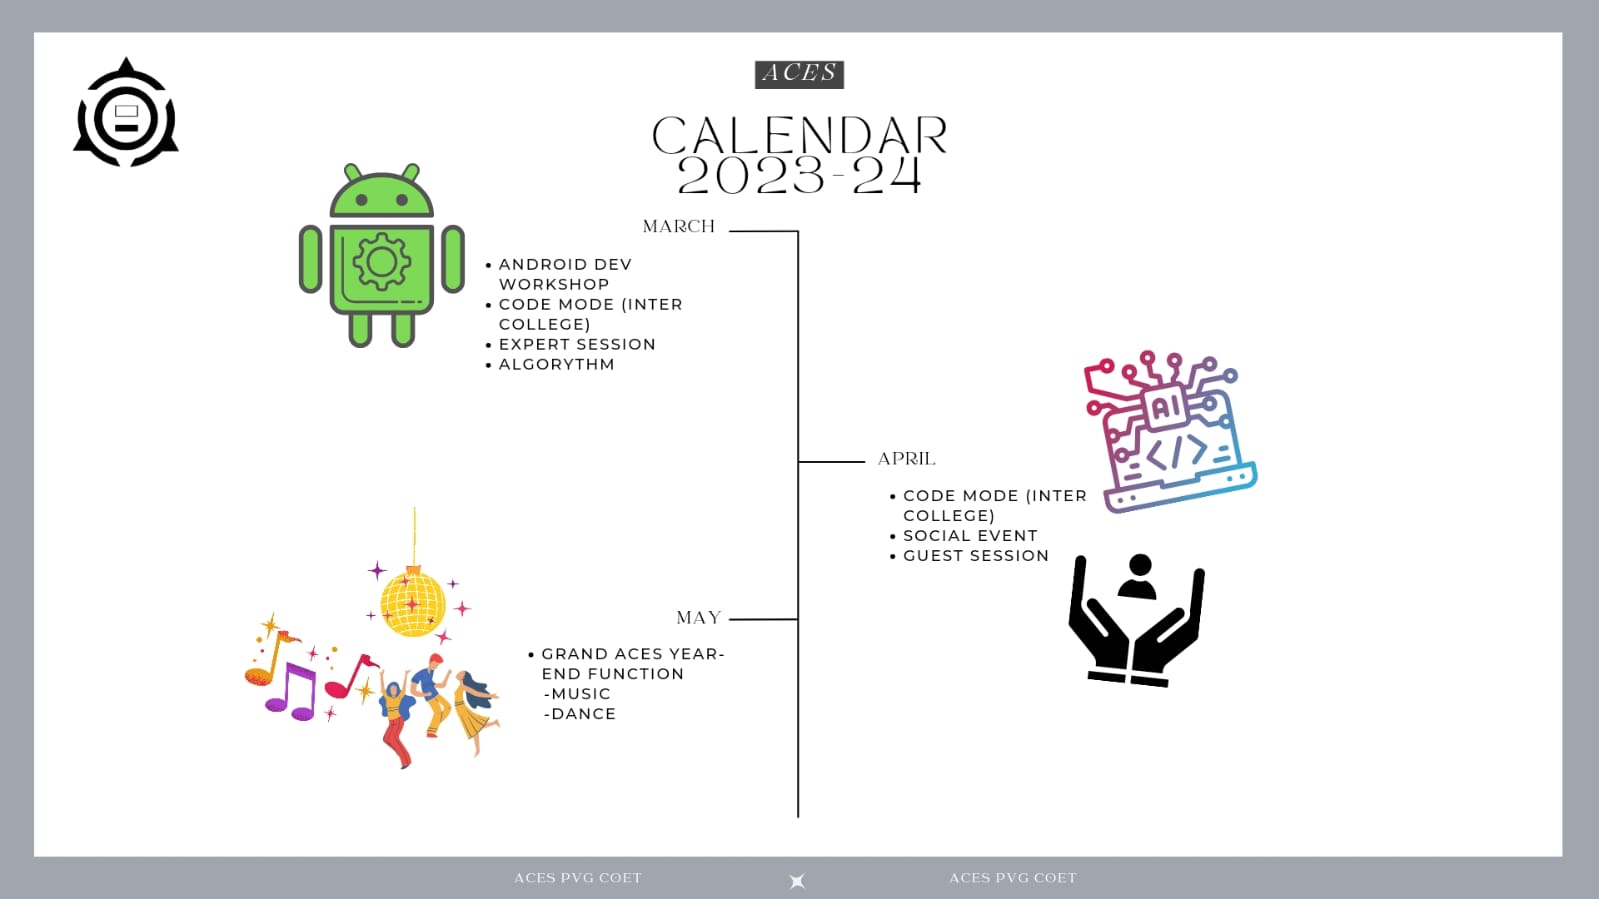 ACES
CALENDAR
2023-24
MARCH
• ANDROID DEV
WORKSHOP
• CODE MODE (INTER
COLLEGE)
• EXPERT SESSION
• ALGORYTHM
AI
</>
APRIL
• CODE MODE (INTER
COLLEGE)
• SOCIAL EVENT
• GUEST SESSION
MAY
• GRAND ACES YEAR-
END FUNCTION
-MUSIC
-DANCE
ACES PVG COET
ACES PVG COET